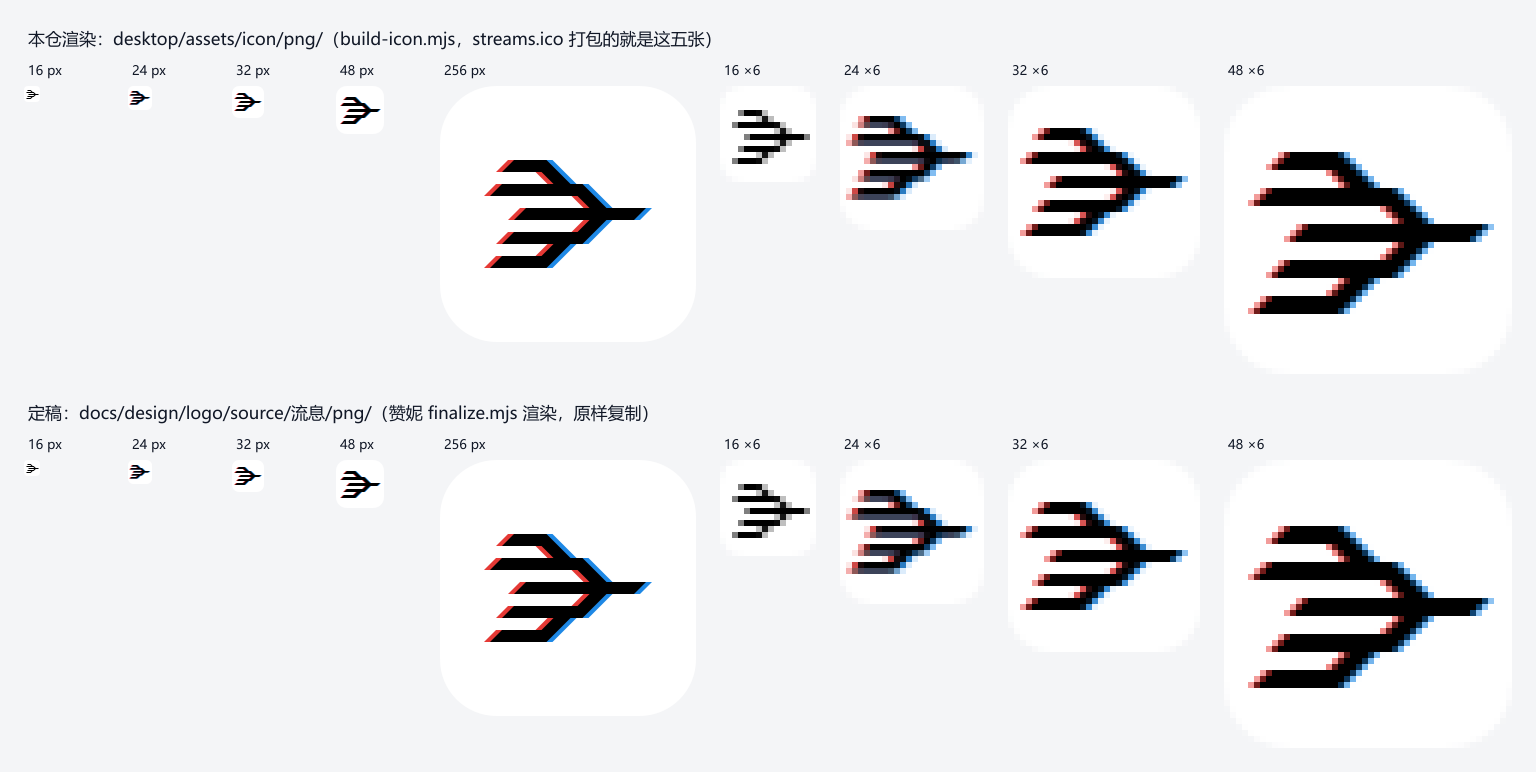 本仓渲染：desktop/assets/icon/png/（build-icon.mjs，streams.ico 打包的就是这五张）
16 px 24 px 32 px 48 px 256 px 16 ×6 24 ×6 32 ×6 48 ×6
定稿：docs/design/logo/source/流息/png/（赞妮 finalize.mjs 渲染，原样复制）
16 px 24 px 32 px 48 px 256 px 16 ×6 24 ×6 32 ×6 48 ×6